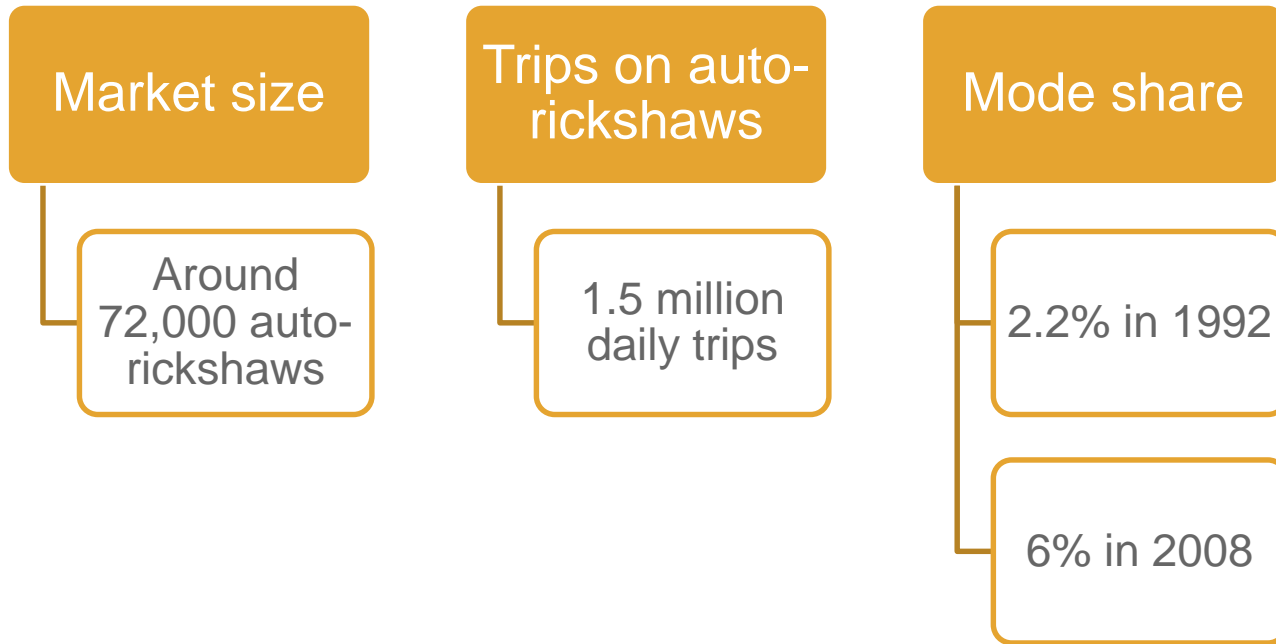 Market size
Around
72,000 auto-
rickshaws
Trips on auto-
rickshaws
1.5 million
daily trips
Mode share
2.2% in 1992
6% in 2008